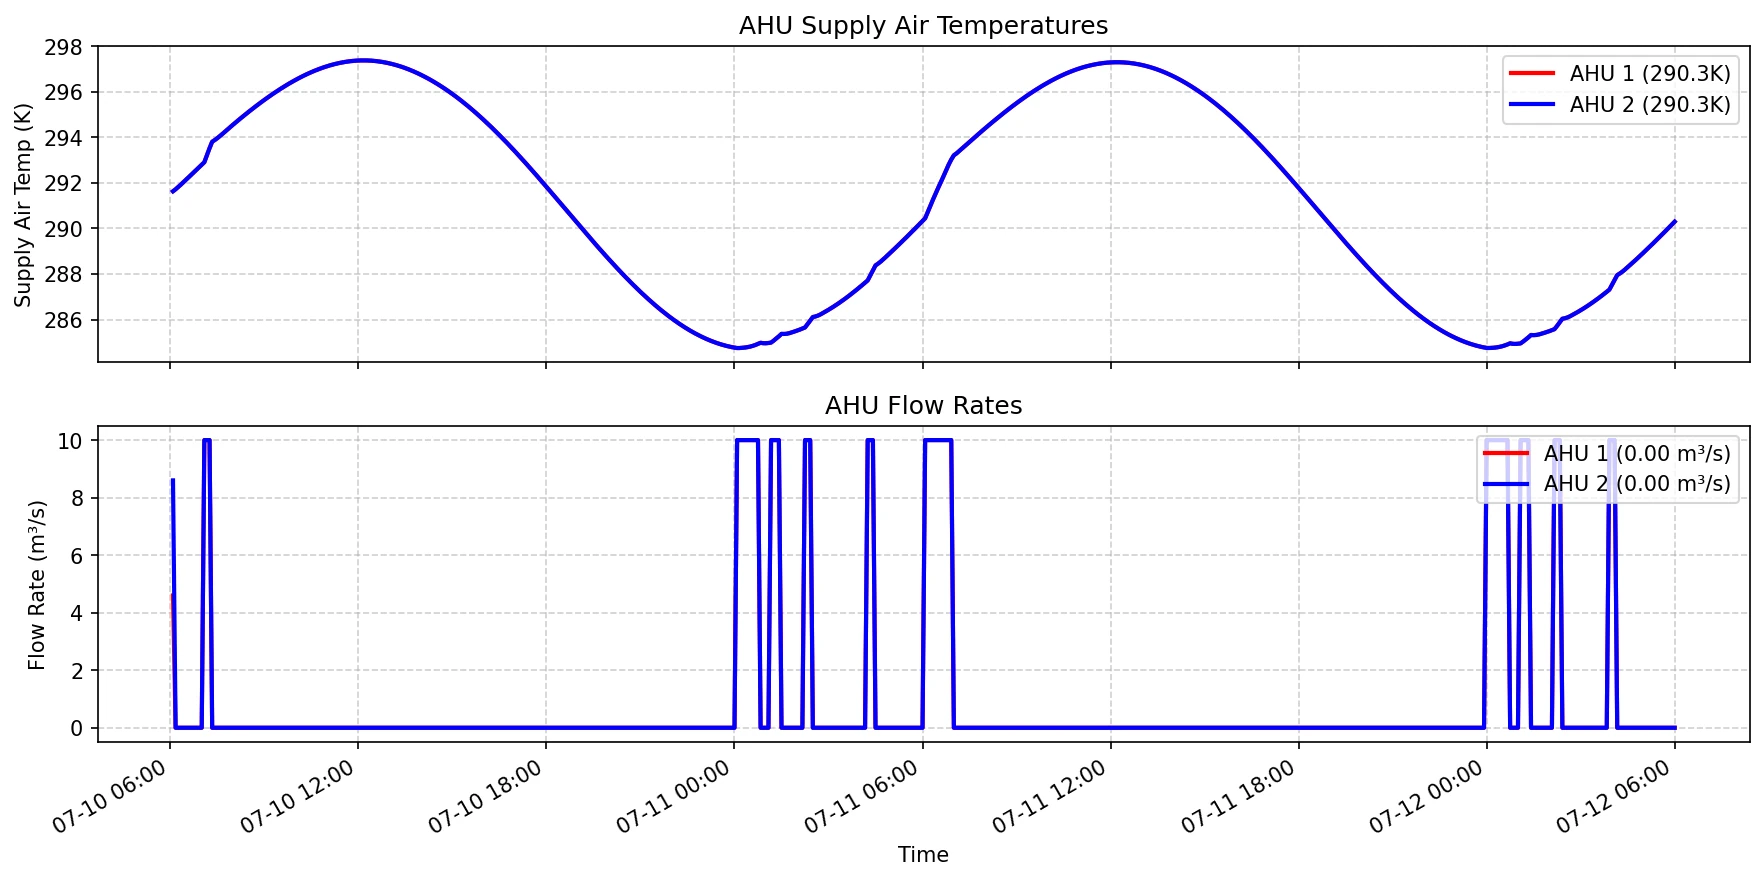 AHU Supply Air Temperatures
Supply Air Temp (K)
298
296
294
292
290
288
286
AHU 1 (290.3K)
AHU 2 (290.3K)
AHU Flow Rates
Flow Rate (m³/s)
10
8
6
4
2
0
AHU 1 (0.00 m³/s)
AHU 2 (0.00 m³/s)
07-10 06:00
07-10 12:00
07-10 18:00
07-11 00:00
07-11 06:00
07-11 12:00
07-11 18:00
07-12 00:00
07-12 06:00
Time